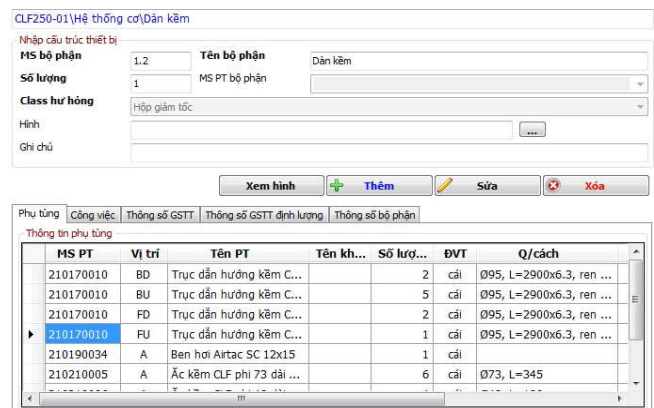 CLF250-01\Hệ thống cơ\Dàn kềm
Nhập cấu trúc thiết bị
MS bộ phận 1.2 Tên bộ phận Dàn kềm
Số lượng 1 MS PT bộ phận
Class hư hỏng Hộp giảm tốc
Hình ...
Ghi chú
Xem hình Thêm Sửa Xóa
Phụ tùng Công việc Thông số GSTT Thông số GSTT định lượng Thông số bộ phận
Thông tin phụ tùng
MS PT Vị trí Tên PT Tên kh... Số lượ... ĐVT Q/cách
210170010 BD Trục dẫn hướng kềm C... 2 cái Ø95, L=2900x6.3, ren ...
210170010 BU Trục dẫn hướng kềm C... 5 cái Ø95, L=2900x6.3, ren ...
210170010 FD Trục dẫn hướng kềm C... 2 cái Ø95, L=2900x6.3, ren ...
210170010 FU Trục dẫn hướng kềm C... 1 cái Ø95, L=2900x6.3, ren ...
210190034 A Ben hơi Airtac SC 12x15 1 cái
210210005 A Ắc kềm CLF phi 73 dài ... 6 cái Ø73, L=345